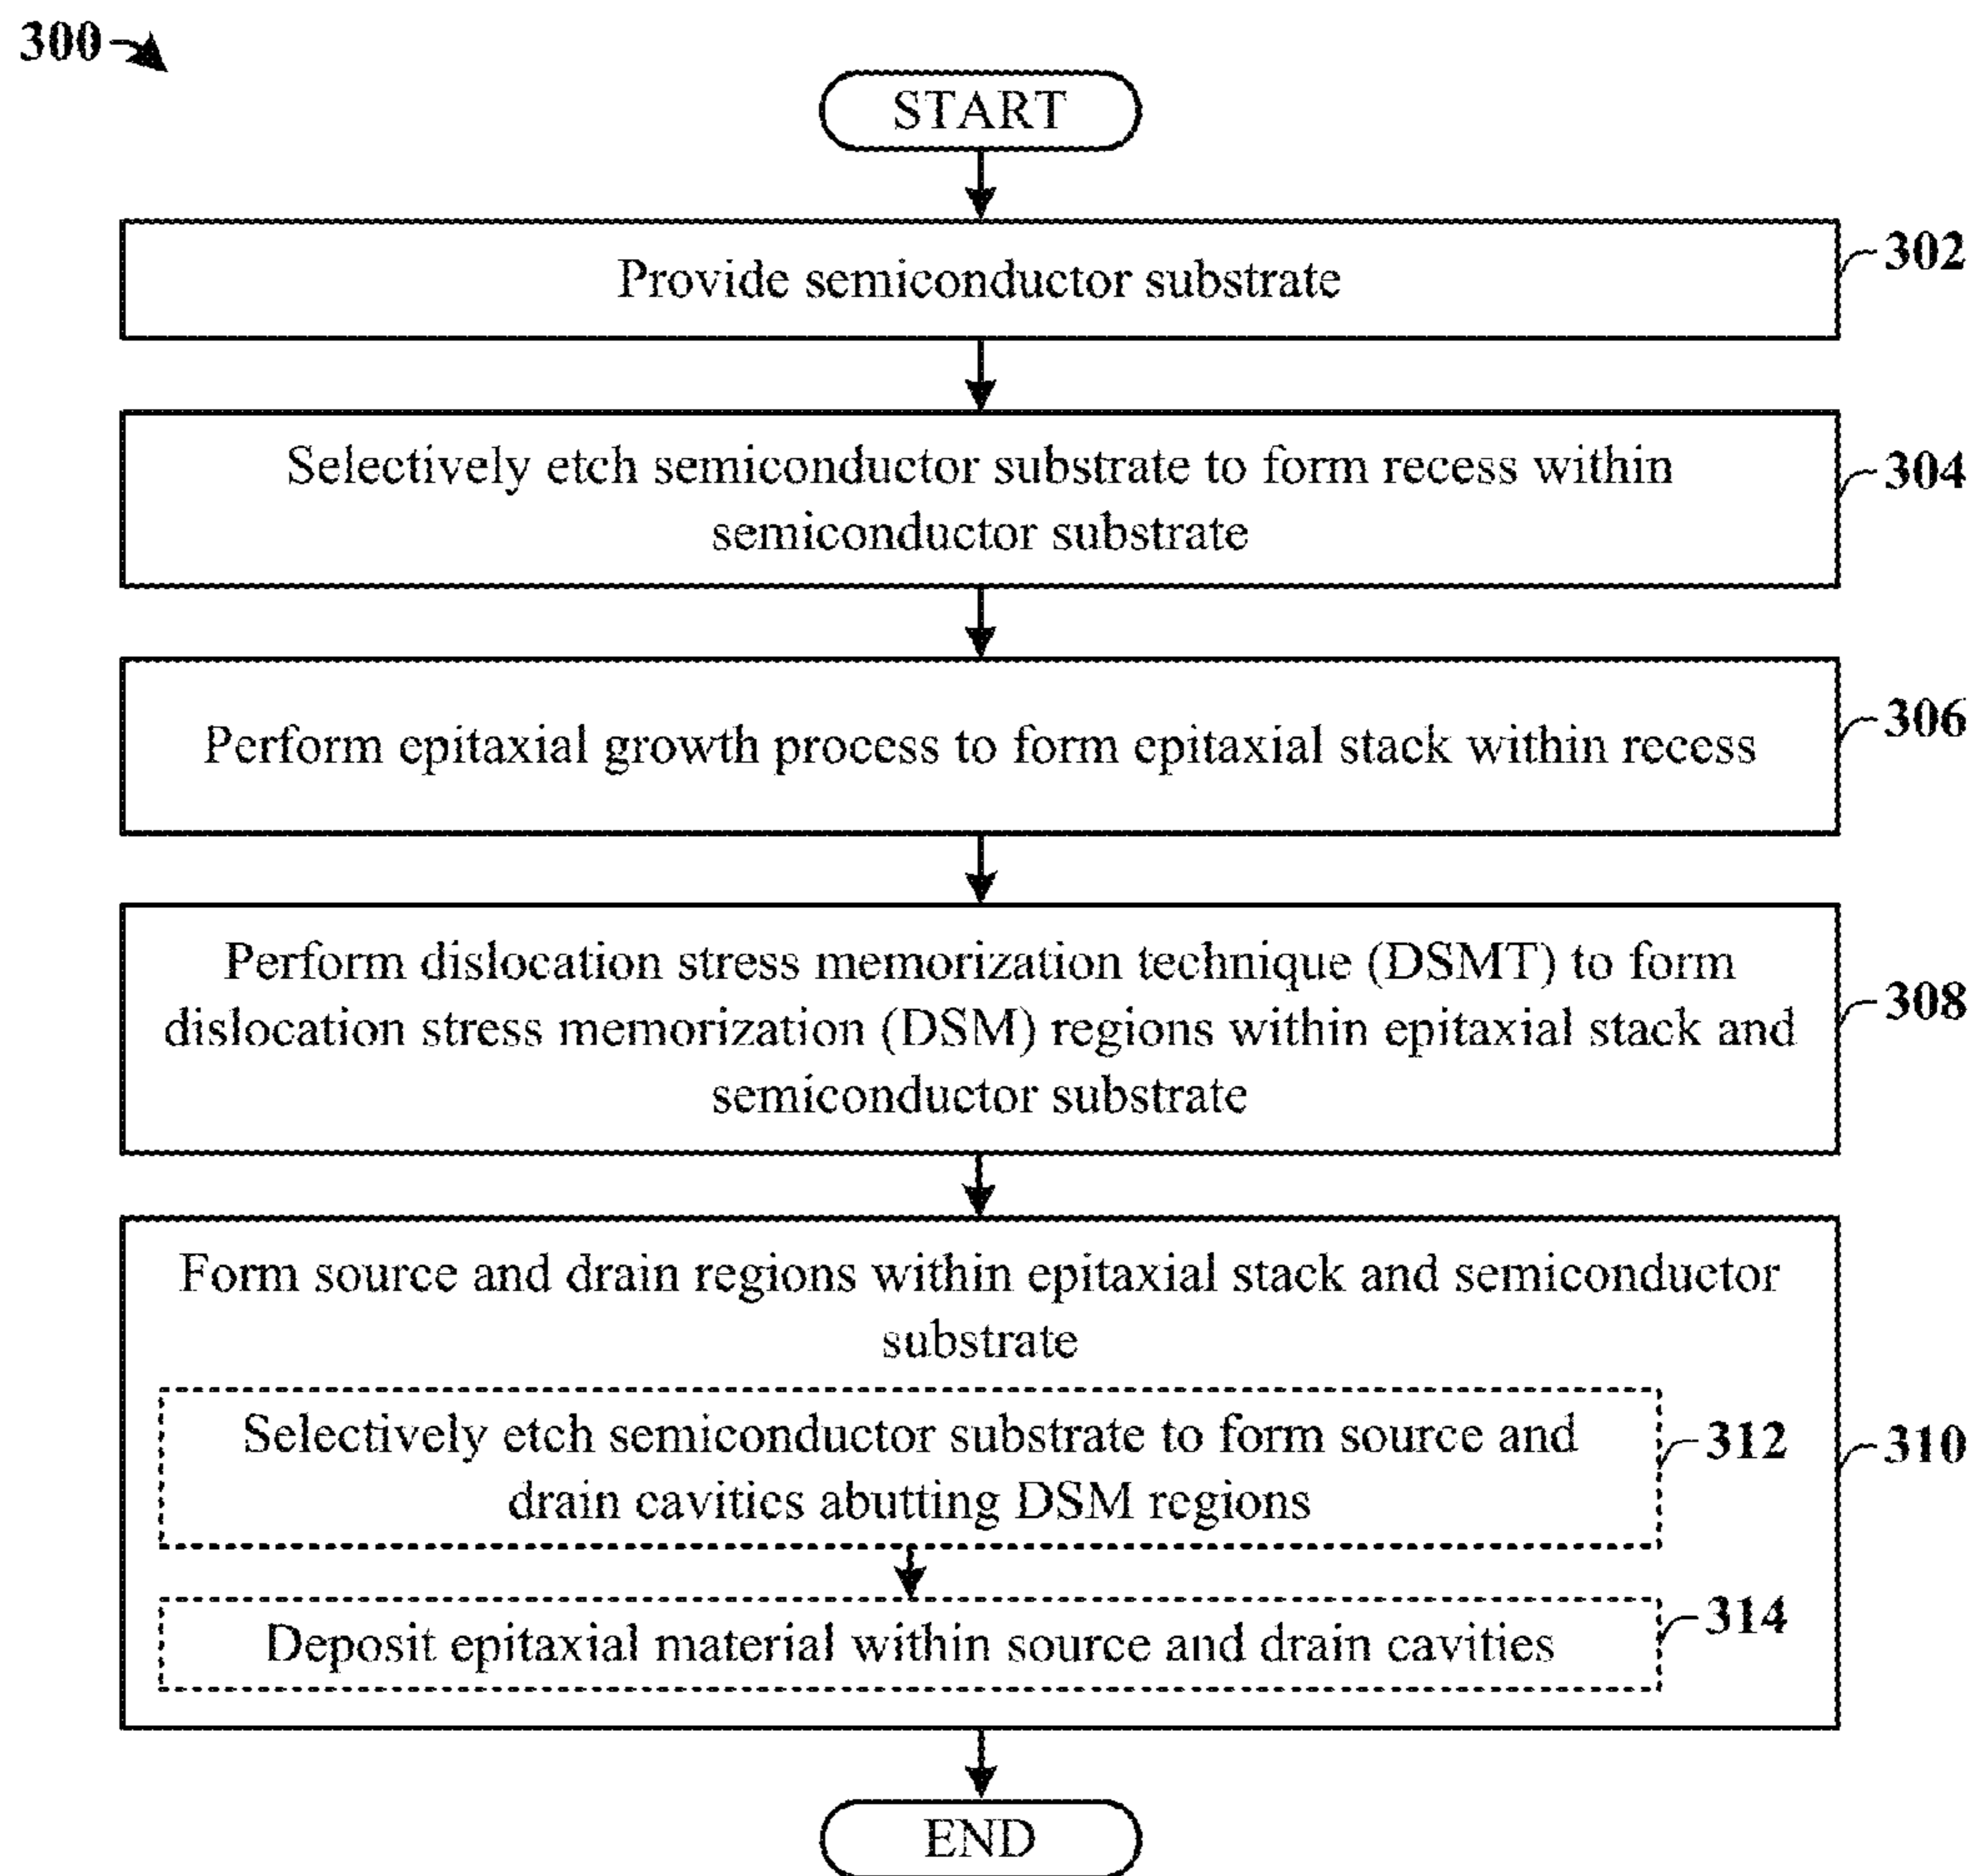 300
START
Provide semiconductor substrate
302
Selectively etch semiconductor substrate to form recess within
semiconductor substrate
304
Perform epitaxial growth process to form epitaxial stack within recess
306
Perform dislocation stress memorization technique (DSMT) to form
dislocation stress memorization (DSM) regions within epitaxial stack and
semiconductor substrate
308
Form source and drain regions within epitaxial stack and semiconductor
substrate
310
Selectively etch semiconductor substrate to form source and
drain cavities abutting DSM regions
312
Deposit epitaxial material within source and drain cavities
314
END